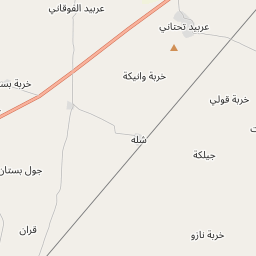 عربيد الفوقاني
عربيد تحتاني
خربة وانيكة
خربة قولي
شله
جيلكة
جول بستان
قران
خربة نازو